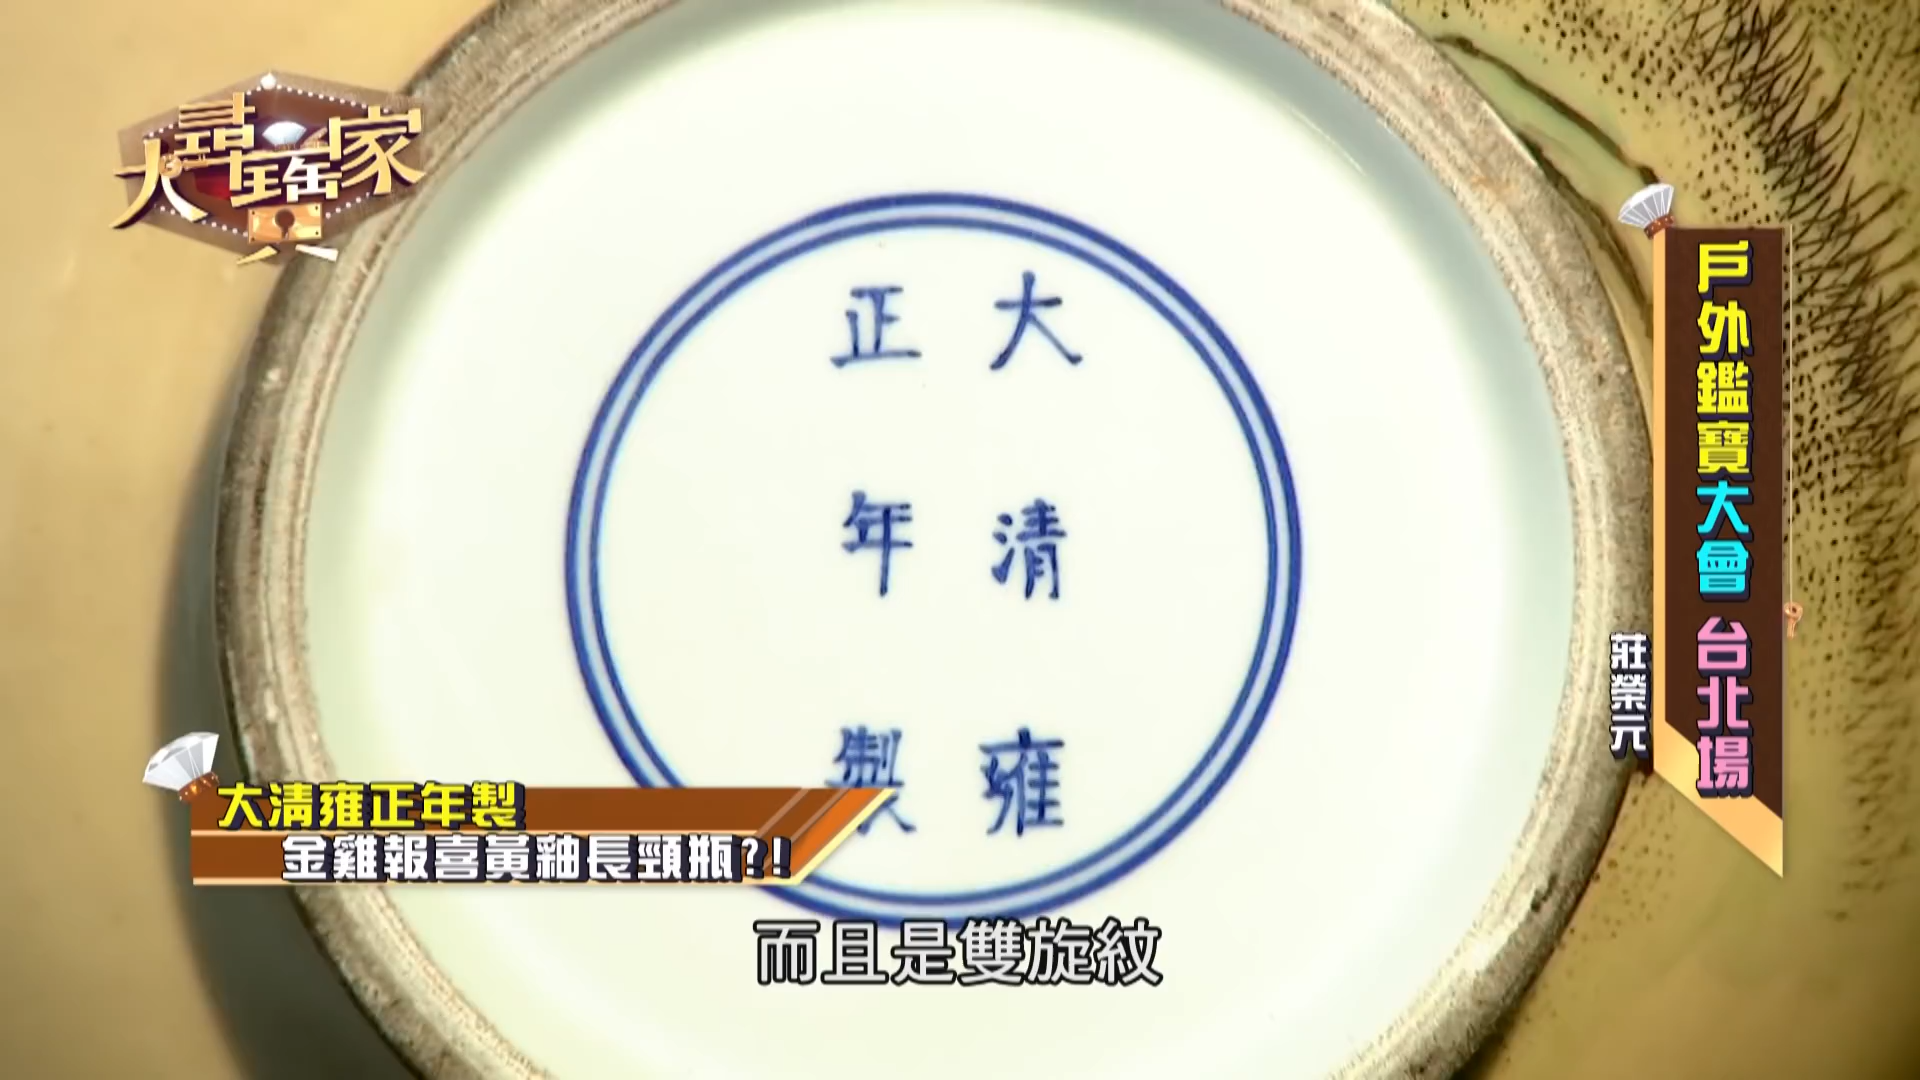 大尋寶家
大清雍
正年製
戶外鑑寶大會 台北場
莊榮元
大清雍正年製
金雞報喜黃釉長頸瓶?!
而且是雙旋紋